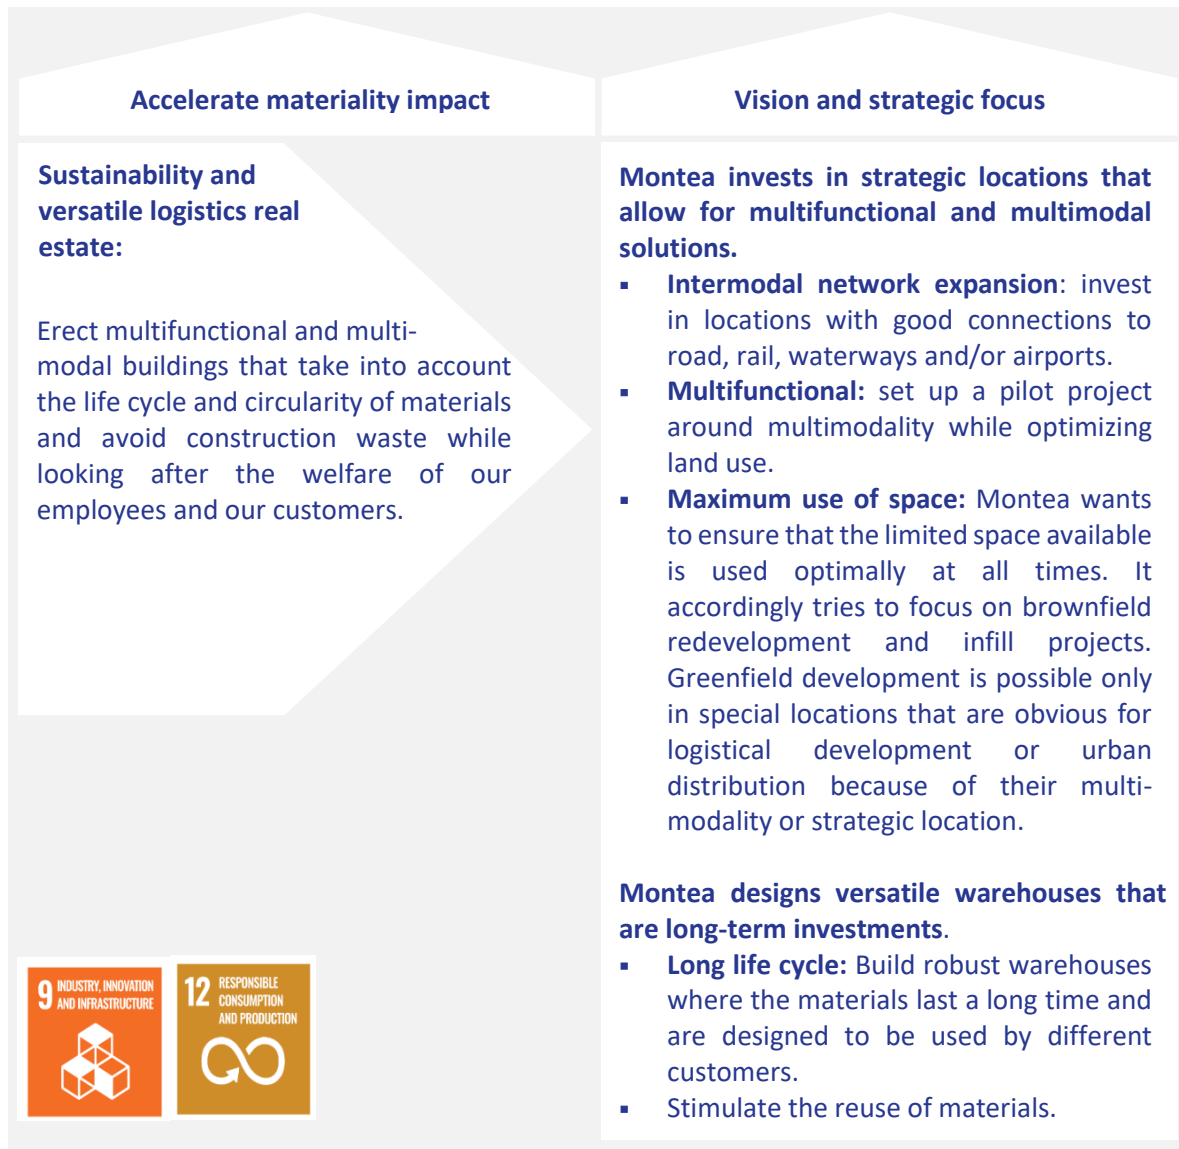 Accelerate materiality impact
Vision and strategic focus
Sustainability and
versatile logistics real
estate:
Erect multifunctional and multi-
modal buildings that take into account
the life cycle and circularity of materials
and avoid construction waste while
looking after the welfare of our
employees and our customers.
9 INDUSTRY, INNOVATION
AND INFRASTRUCTURE
12 RESPONSIBLE
CONSUMPTION
AND PRODUCTION
Montea invests in strategic locations that
allow for multifunctional and multimodal
solutions.
▪ Intermodal network expansion: invest
in locations with good connections to
road, rail, waterways and/or airports.
▪ Multifunctional: set up a pilot project
around multimodality while optimizing
land use.
▪ Maximum use of space: Montea wants
to ensure that the limited space available
is used optimally at all times. It
accordingly tries to focus on brownfield
redevelopment and infill projects.
Greenfield development is possible only
in special locations that are obvious for
logistical development or urban
distribution because of their multi-
modality or strategic location.
Montea designs versatile warehouses that
are long-term investments.
▪ Long life cycle: Build robust warehouses
where the materials last a long time and
are designed to be used by different
customers.
▪ Stimulate the reuse of materials.